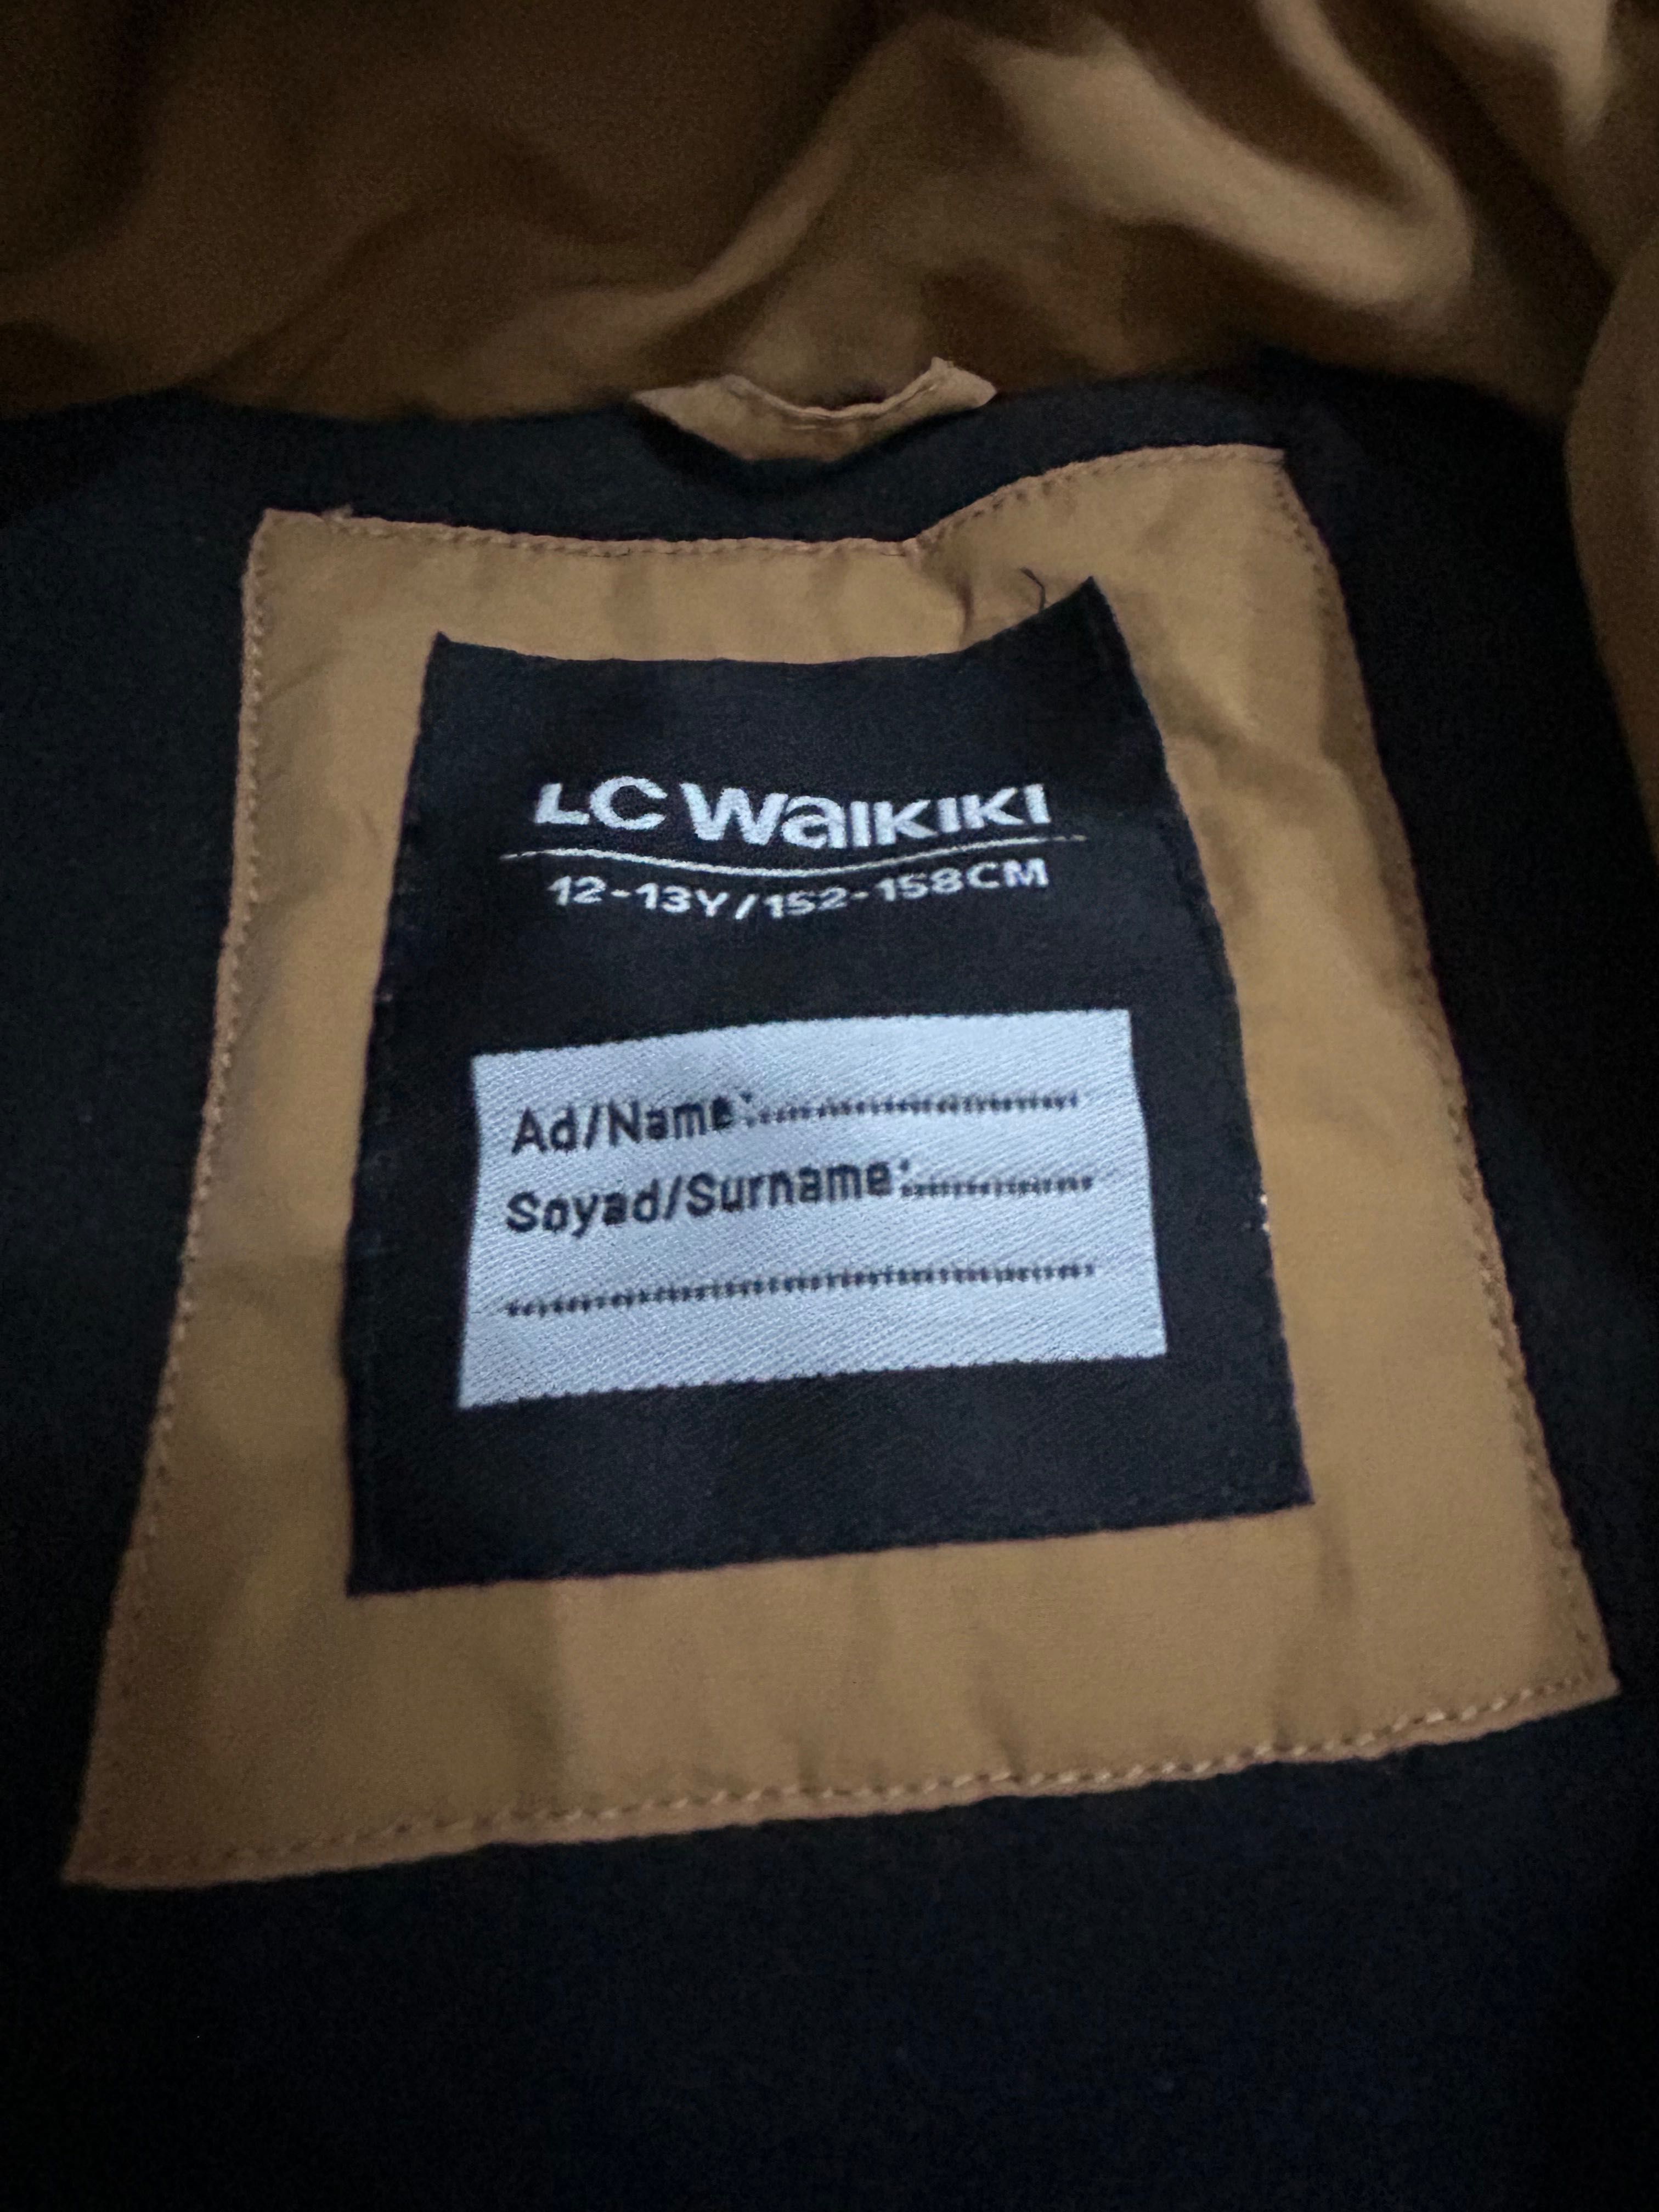 LC Waikiki
12-13Y/152-158CM
Ad/Name:........................
Soyad/Surname:..............
............................................